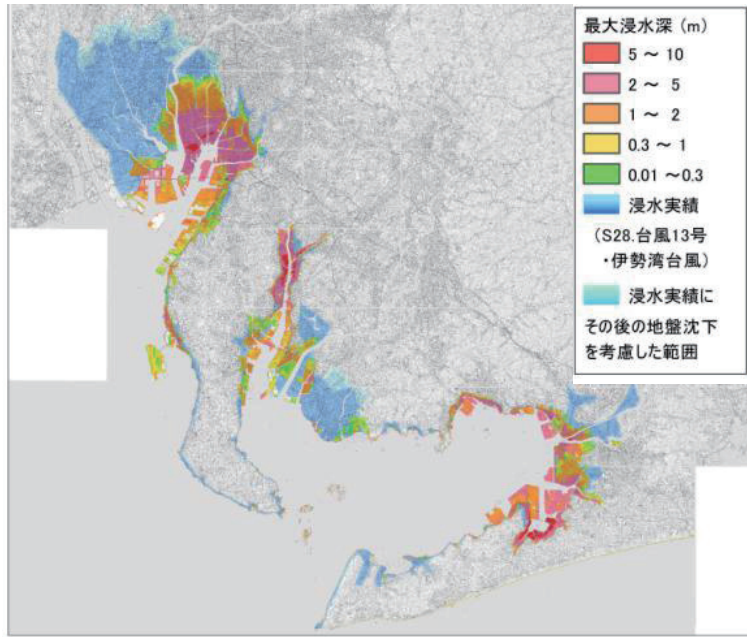 最大浸水深 (m)
5 ～ 10
2 ～ 5
1 ～ 2
0.3 ～ 1
0.01 ～0.3
浸水実績
(S28.台風13号
・伊勢湾台風)
浸水実績に
その後の地盤沈下
を考慮した範囲